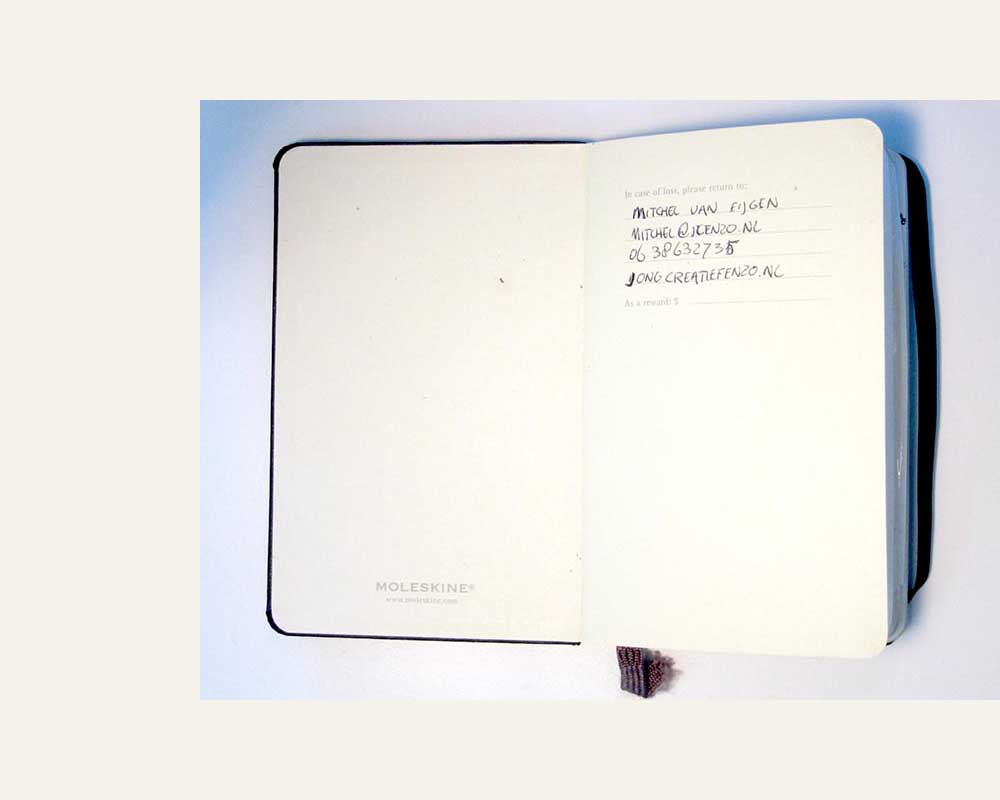 In case of loss, please return to:
MITCHEL VAN EIJGEN
MITCHEL@JCENZO.NL
06 38632735
JONGCREATIEFENZO.NL
As a reward: $
MOLESKINE®
www.moleskine.com